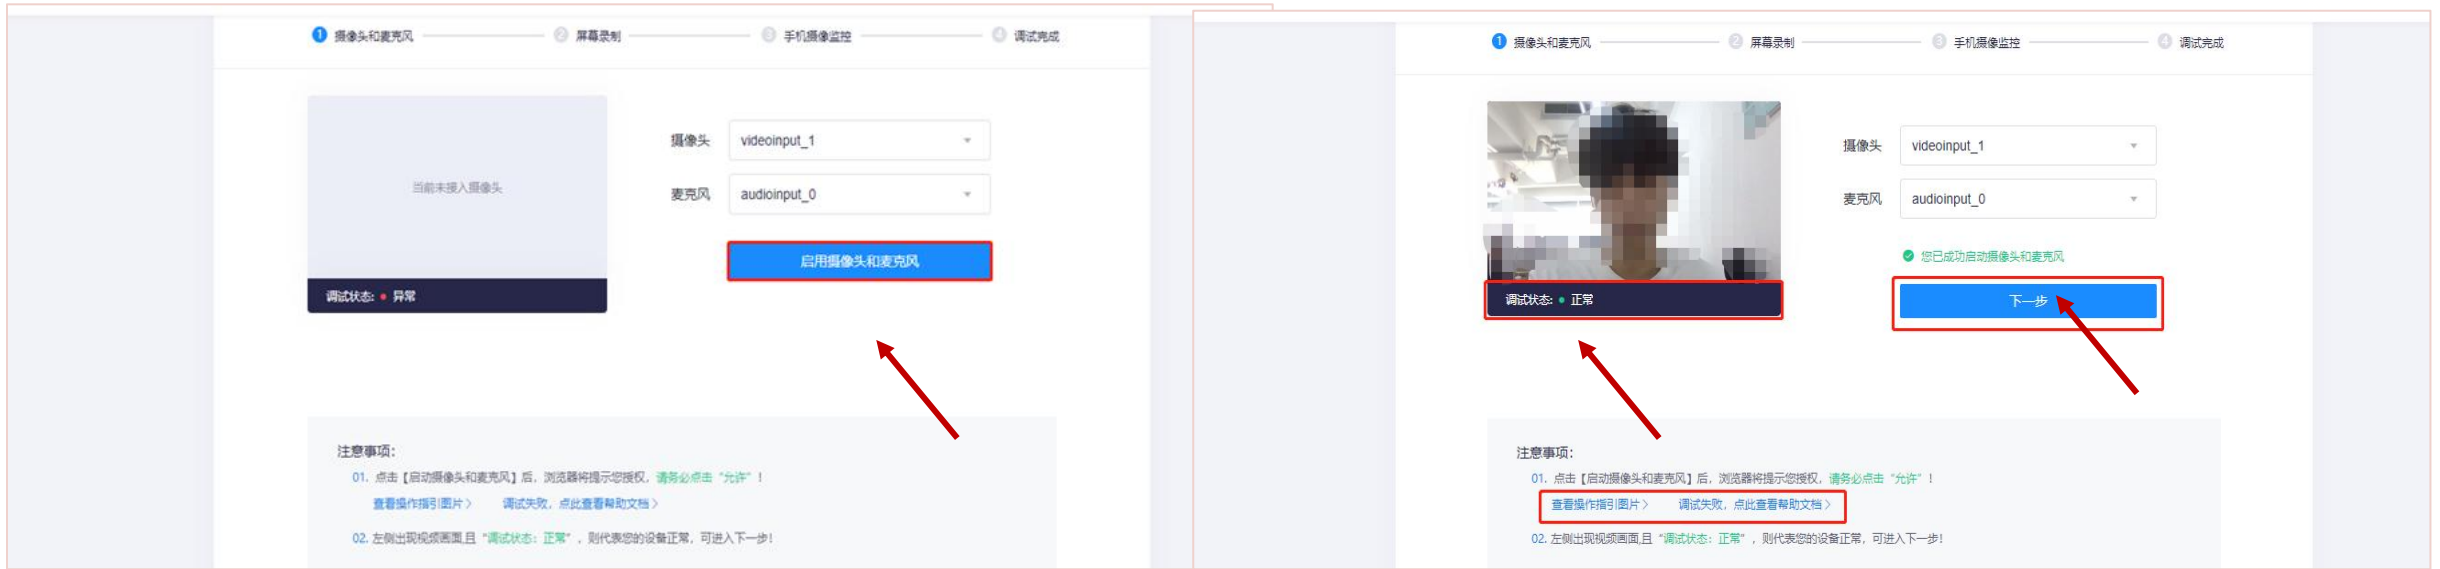 1 摄像头和麦克风 2 屏幕录制 3 手机摄像监控 4 调试完成
当前未接入摄像头
摄像头 videoinput_1
麦克风 audioinput_0
启用摄像头和麦克风
调试状态: 异常
注意事项:
01. 点击【启动摄像头和麦克风】后，浏览器将提示您授权，请务必点击“允许”！
查看操作指引图片> 调试失败，点此查看帮助文档>
02. 左侧出现视频画面,且“调试状态：正常”，则代表您的设备正常，可进入下一步!
1 摄像头和麦克风 2 屏幕录制 3 手机摄像监控 4 调试完成
摄像头 videoinput_1
麦克风 audioinput_0
您已成功启动摄像头和麦克风
调试状态: 正常
下一步
注意事项:
01. 点击【启动摄像头和麦克风】后，浏览器将提示您授权，请务必点击“允许”！
查看操作指引图片> 调试失败，点此查看帮助文档>
02. 左侧出现视频画面,且“调试状态：正常”，则代表您的设备正常，可进入下一步!